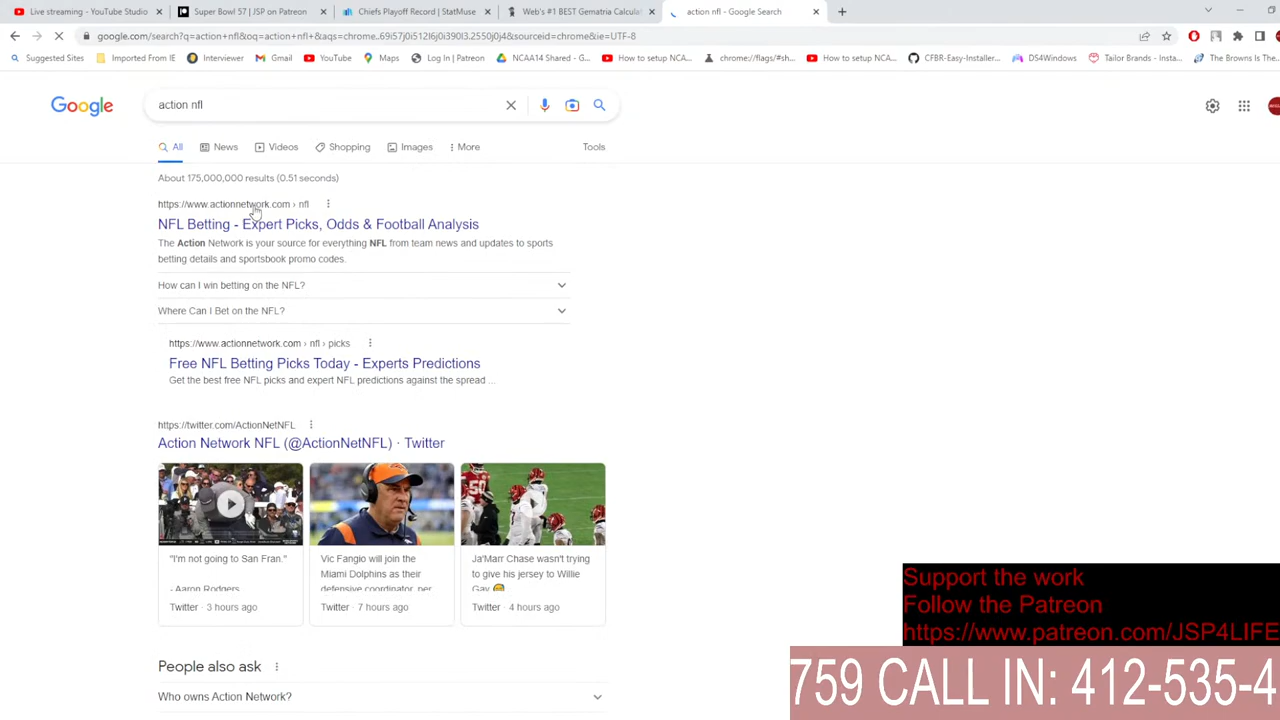 Live streaming - YouTube Studio
Super Bowl 57 | JSP on Patreon
Chiefs Playoff Record | StatMuse
Web's #1 BEST Gematria Calcula
action nfl - Google Search
google.com/search?q=action+nfl&oq=action+nfl+&aqs=chrome..69i57j0i512l6j0i390l3.2550j0j4&sourceid=chrome&ie=UTF-8
Suggested Sites
Imported From IE
Interviewer
Gmail
YouTube
Maps
Log In | Patreon
NCAA14 Shared - G...
How to setup NCA...
chrome://flags/#sh...
How to setup NCA...
CFBR-Easy-Installer...
DS4Windows
Tailor Brands - Insta...
The Browns Is The...
Google
action nfl
All
News
Videos
Shopping
Images
More
Tools
About 175,000,000 results (0.51 seconds)
https://www.actionnetwork.com › nfl
NFL Betting - Expert Picks, Odds & Football Analysis
The Action Network is your source for everything NFL from team news and updates to sports
betting details and sportsbook promo codes.
How can I win betting on the NFL?
Where Can I Bet on the NFL?
https://www.actionnetwork.com › nfl › picks
Free NFL Betting Picks Today - Experts Predictions
Get the best free NFL picks and expert NFL predictions against the spread ...
https://twitter.com/ActionNetNFL
Action Network NFL (@ActionNetNFL) · Twitter
"I'm not going to San Fran."
- Aaron Rodgers
Twitter · 3 hours ago
Vic Fangio will join the
Miami Dolphins as their
defensive coordinator, per
Twitter · 7 hours ago
Ja'Marr Chase wasn't trying
to give his jersey to Willie
Gay 😅
Twitter · 4 hours ago
People also ask
Who owns Action Network?
Support the work
Follow the Patreon
https://www.patreon.com/JSP4LIFE
759 CALL IN: 412-535-4